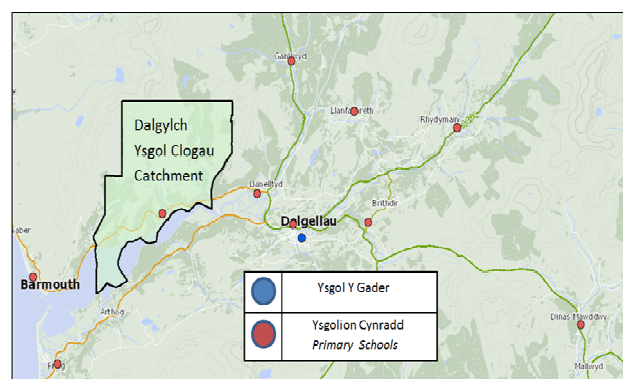 Ganllwyd
Llanfachreth
Rhydymain
Dalgylch
Ysgol Clogau
Catchment
Llanelltyd
Brithdir
Dolgellau
aber
Barmouth
Arthog
Ysgol Y Gader
Ysgolion Cynradd
Primary Schools
Dinas Mawddwy
Mallwyd